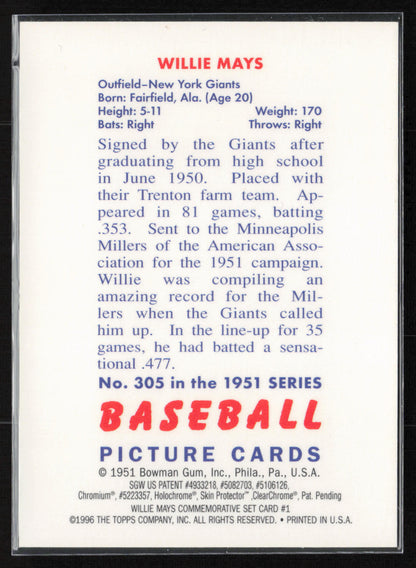 WILLIE MAYS
Outfield–New York Giants
Born: Fairfield, Ala. (Age 20)
Height: 5-11 Weight: 170
Bats: Right Throws: Right
Signed by the Giants after
graduating from high school
in June 1950. Placed with
their Trenton farm team. Ap-
peared in 81 games, batting
.353. Sent to the Minneapolis
Millers of the American Asso-
ciation for the 1951 campaign.
Willie was compiling an
amazing record for the Mil-
lers when the Giants called
him up. In the line-up for 35
games, he had batted a sensa-
tional .477.
No. 305 in the 1951 SERIES
BASEBALL
PICTURE CARDS
© 1951 Bowman Gum, Inc., Phila., Pa., U.S.A.
SGW US PATENT #4933218, #5082703, #5106126,
Chromium®, #5223357, Holochrome®, Skin Protector™, ClearChrome®, Pat. Pending
WILLIE MAYS COMMEMORATIVE SET CARD #1
©1996 THE TOPPS COMPANY, INC. ALL RIGHTS RESERVED. • PRINTED IN U.S.A.